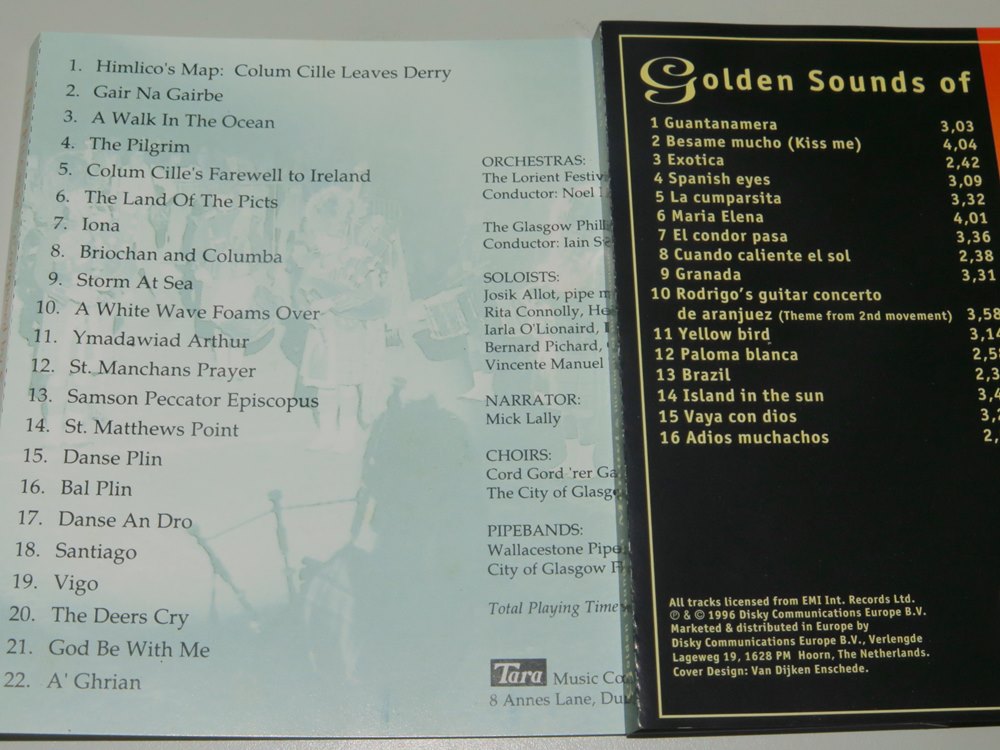 1. Himlico's Map: Colum Cille Leaves Derry
2. Gair Na Gairbe
3. A Walk In The Ocean
4. The Pilgrim
5. Colum Cille's Farewell to Ireland
6. The Land Of The Picts
7. Iona
8. Briochan and Columba
9. Storm At Sea
10. A White Wave Foams Over
11. Ymadawiad Arthur
12. St. Manchans Prayer
13. Samson Peccator Episcopus
14. St. Matthews Point
15. Danse Plin
16. Bal Plin
17. Danse An Dro
18. Santiago
19. Vigo
20. The Deers Cry
21. God Be With Me
22. A' Ghrian
ORCHESTRAS:
The Lorient
Conductor: Noel
The Glasgow
Conductor: Iain
SOLOISTS:
Josik Allot, pipe
Rita Connolly,
Iarla O'Lionaird,
Bernard Pichard,
Vincente Manuel
NARRATOR:
Mick Lally
CHOIRS:
Cord Gord 'rer
The City of
PIPEBANDS:
Wallacestone
City of Glasgow
Total Playing Time
Tara Music
8 Annes Lane,
Golden Sounds of
1 Guantanamera 3,03
2 Besame mucho (Kiss me) 4,04
3 Exotica 2,42
4 Spanish eyes 3,09
5 La cumparsita 3,32
6 Maria Elena 4,01
7 El condor pasa 3,36
8 Cuando caliente el sol 2,38
9 Granada 3,31
10 Rodrigo's guitar concerto
de aranjuez (Theme from 2nd movement) 3,58
11 Yellow bird
12 Paloma blanca
13 Brazil
14 Island in the sun
15 Vaya con dios
16 Adios muchachos
All tracks licensed from EMI Int. Records Ltd.
℗ & © 1996 Disky Communications Europe B.V.
Marketed & distributed in Europe by
Disky Communications Europe B.V., Verlengde
Lageweg 19, 1628 PM Hoorn, The Netherlands.
Cover Design: Van Dijken Enschede.